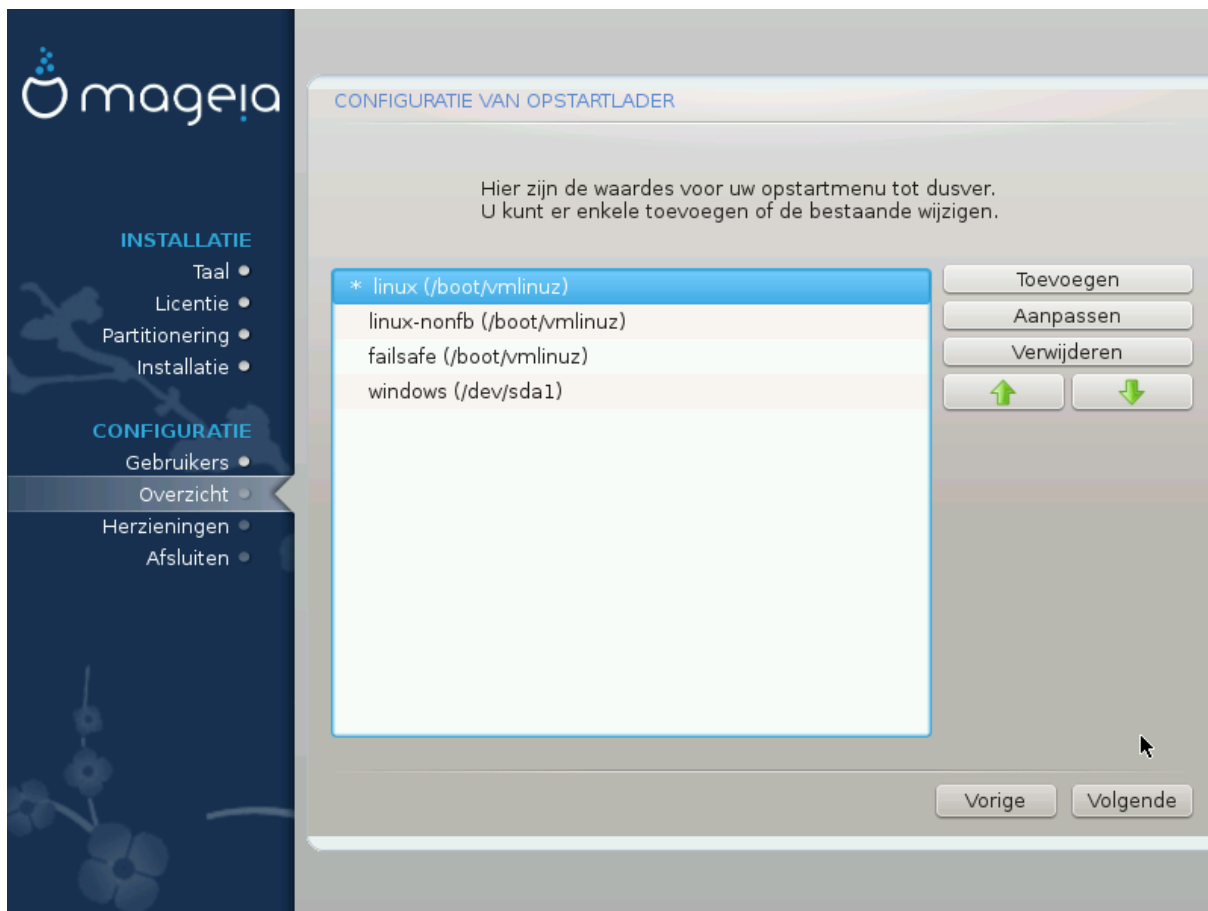 mageia
INSTALLATIE
Taal
Licentie
Partitionering
Installatie
CONFIGURATIE
Gebruikers
Overzicht
Herzieningen
Afsluiten
CONFIGURATIE VAN OPSTARTLADER
Hier zijn de waardes voor uw opstartmenu tot dusver.
U kunt er enkele toevoegen of de bestaande wijzigen.
* linux (/boot/vmlinuz)
linux-nonfb (/boot/vmlinuz)
failsafe (/boot/vmlinuz)
windows (/dev/sda1)
Toevoegen
Aanpassen
Verwijderen
Vorige
Volgende